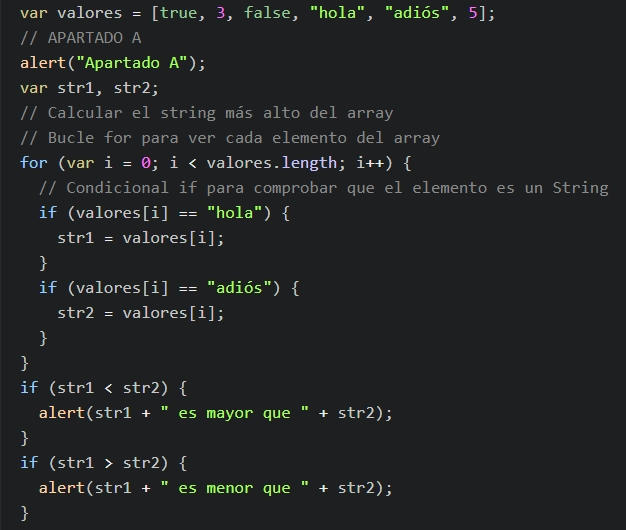 var valores = [true, 3, false, "hola", "adiós", 5];
// APARTADO A
alert("Apartado A");
var str1, str2;
// Calcular el string más alto del array
// Bucle for para ver cada elemento del array
for (var i = 0; i < valores.length; i++) {
  // Condicional if para comprobar que el elemento es un String
  if (valores[i] == "hola") {
    str1 = valores[i];
  }
  if (valores[i] == "adiós") {
    str2 = valores[i];
  }
}
if (str1 < str2) {
  alert(str1 + " es mayor que " + str2);
}
if (str1 > str2) {
  alert(str1 + " es menor que " + str2);
}